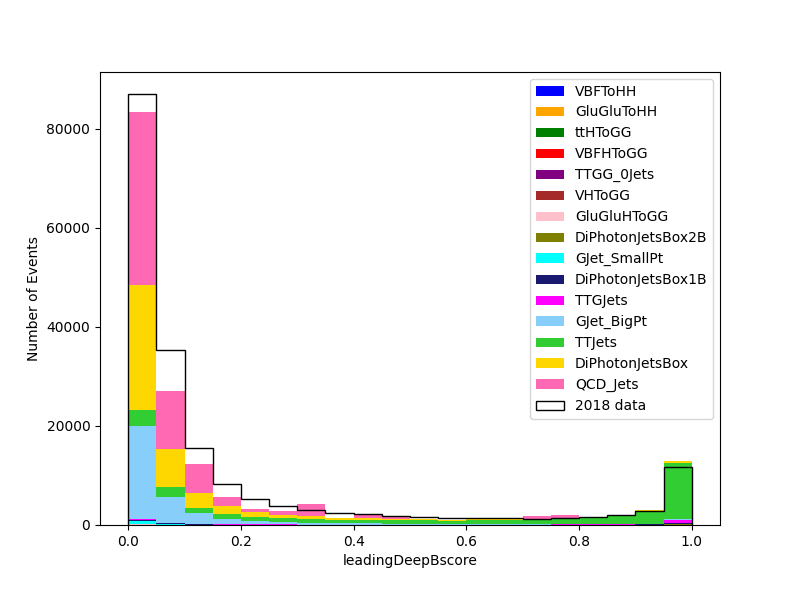 VBFToHH
GluGluToHH
ttHToGG
VBFHToGG
TTGG_0Jets
VHToGG
GluGluHToGG
DiPhotonJetsBox2B
GJet_SmallPt
DiPhotonJetsBox1B
TTGJets
GJet_BigPt
TTJets
DiPhotonJetsBox
QCD_Jets
2018 data
Number of Events
80000
60000
40000
20000
0
0.0 0.2 0.4 0.6 0.8 1.0
leadingDeepBscore